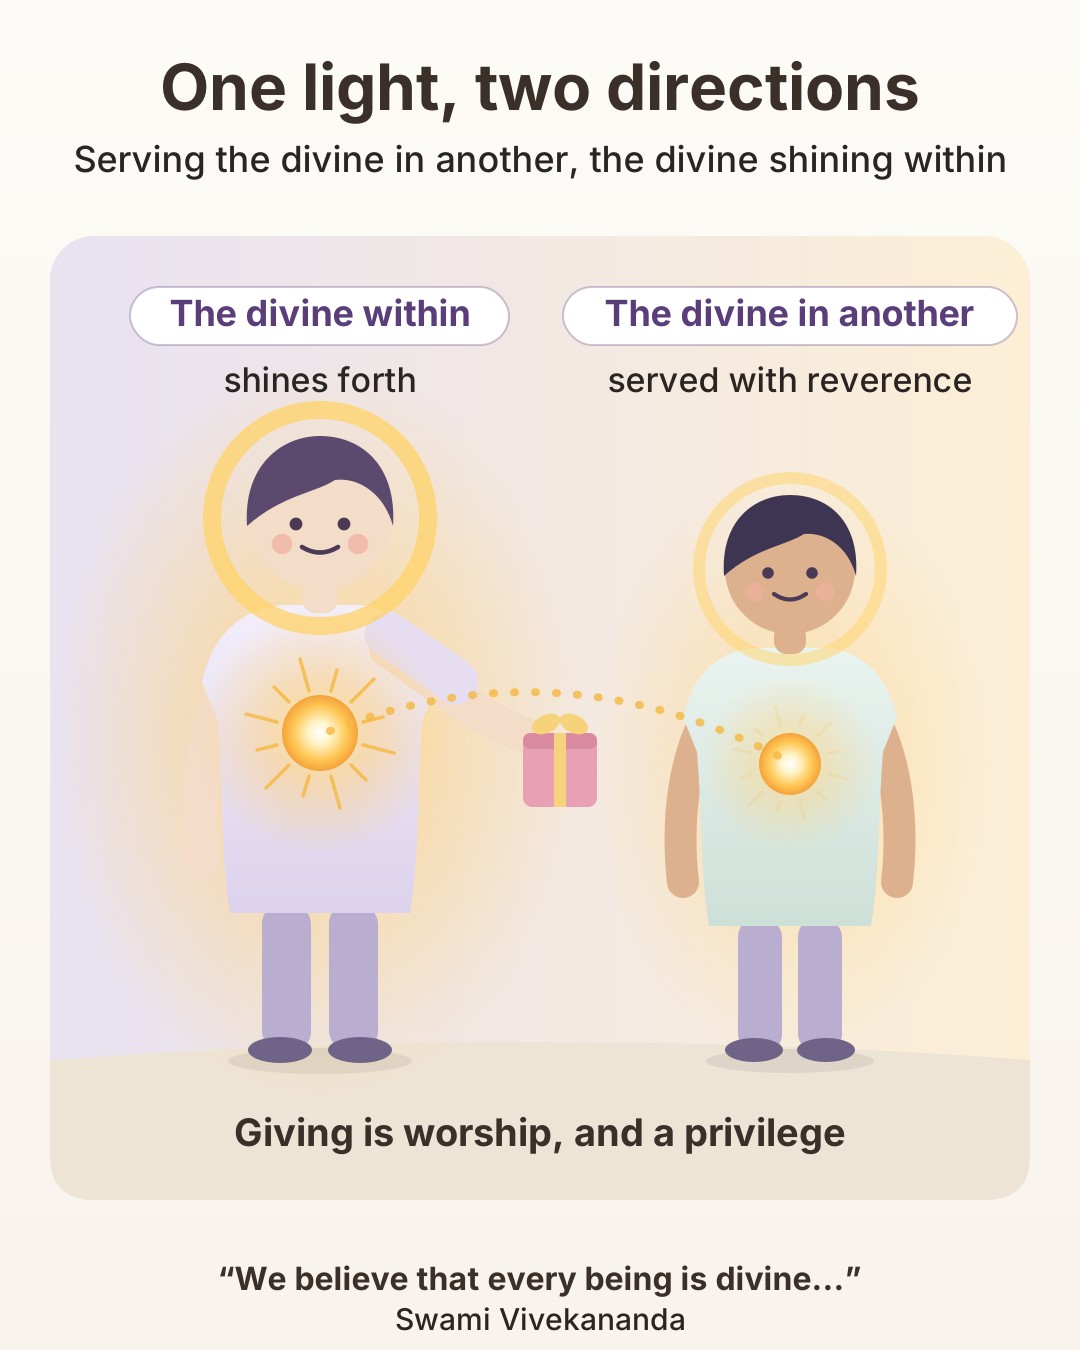 One light, two directions
Serving the divine in another, the divine shining within
The divine within
shines forth
The divine in another
served with reverence
Giving is worship, and a privilege
“We believe that every being is divine…”
Swami Vivekananda